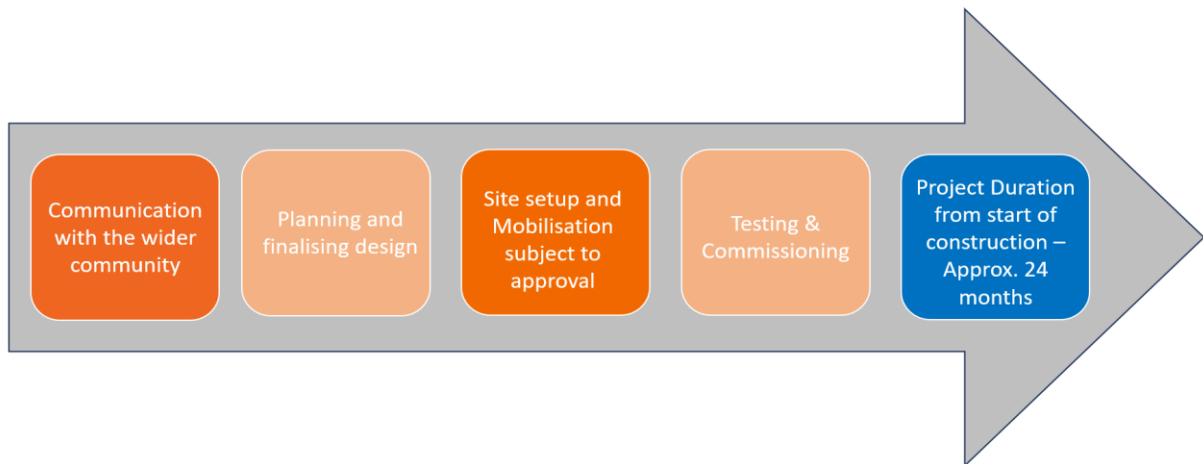 Communication
with the wider
community
Planning and
finalising design
Site setup and
Mobilisation
subject to
approval
Testing &
Commissioning
Project Duration
from start of
construction –
Approx. 24
months